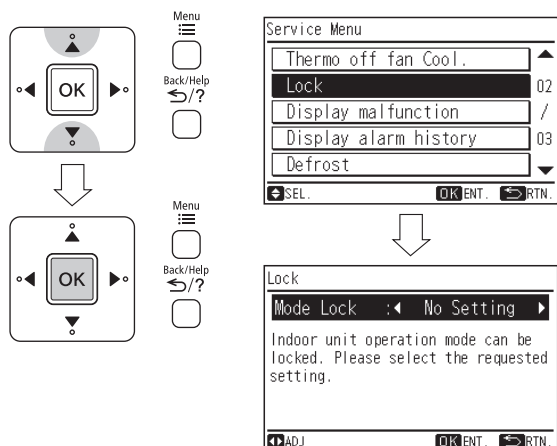 Menu
OK
Back/Help
/?
Menu
OK
Back/Help
/?
Service Menu
Thermo off fan Cool.
Lock
Display malfunction
Display alarm history
Defrost
02
/
03
SEL. OK ENT. RTN.
Lock
Mode Lock : No Setting
Indoor unit operation mode can be
locked. Please select the requested
setting.
ADJ OK ENT. RTN.